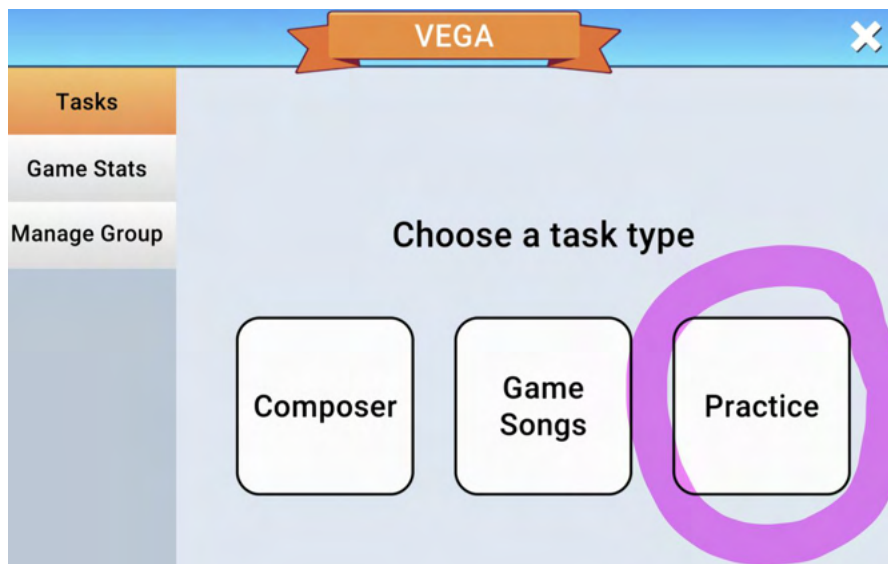 VEGA
Tasks
Game Stats
Manage Group
Choose a task type
Composer
Game
Songs
Practice